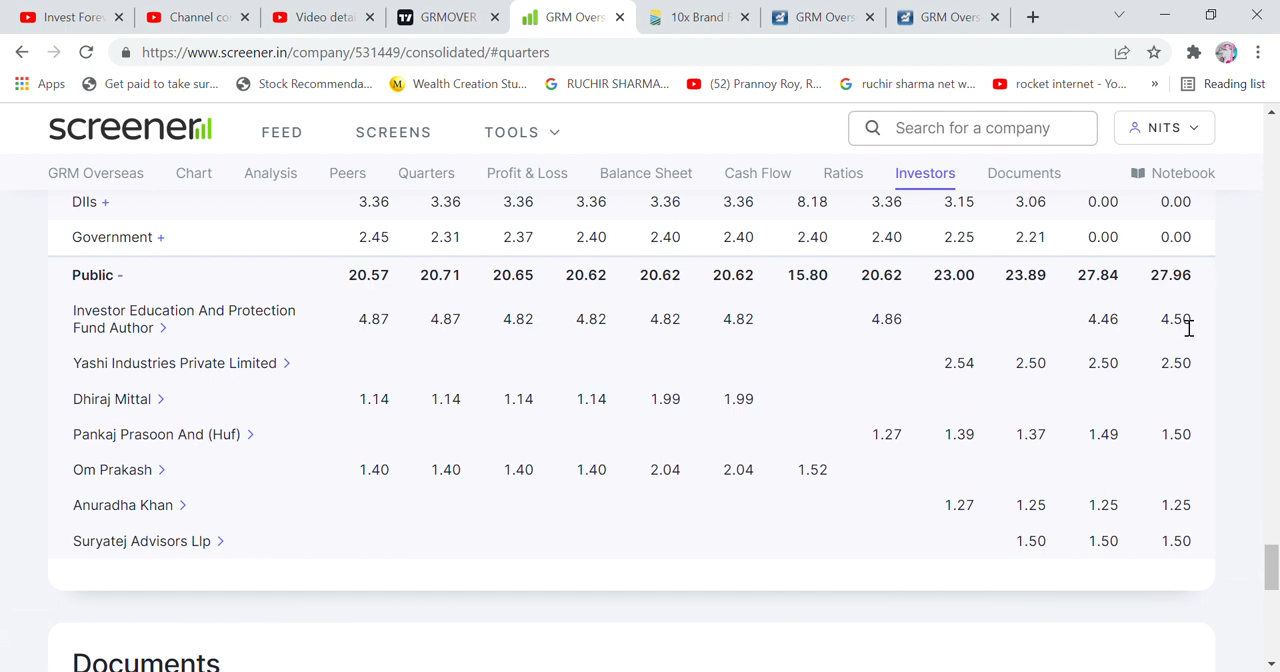 Invest Fores Channel co Video detai GRMOVER GRM Overs 10x Brand GRM Overs GRM Overs
https://www.screener.in/company/531449/consolidated/#quarters
Apps Get paid to take sur... Stock Recommenda... Wealth Creation Stu... RUCHIR SHARMA... (52) Prannoy Roy, R... ruchir sharma net w... rocket internet - Yo... » Reading list
screener FEED SCREENS TOOLS Search for a company NITS
GRM Overseas Chart Analysis Peers Quarters Profit & Loss Balance Sheet Cash Flow Ratios Investors Documents Notebook
DIIs + 3.36 3.36 3.36 3.36 3.36 3.36 8.18 3.36 3.15 3.06 0.00 0.00
Government + 2.45 2.31 2.37 2.40 2.40 2.40 2.40 2.40 2.25 2.21 0.00 0.00
Public - 20.57 20.71 20.65 20.62 20.62 20.62 15.80 20.62 23.00 23.89 27.84 27.96
Investor Education And Protection
Fund Author > 4.87 4.87 4.82 4.82 4.82 4.82 4.86 4.46 4.50
Yashi Industries Private Limited > 2.54 2.50 2.50 2.50
Dhiraj Mittal > 1.14 1.14 1.14 1.14 1.99 1.99
Pankaj Prasoon And (Huf) > 1.27 1.39 1.37 1.49 1.50
Om Prakash > 1.40 1.40 1.40 1.40 2.04 2.04 1.52
Anuradha Khan > 1.27 1.25 1.25 1.25
Suryatej Advisors Llp > 1.50 1.50 1.50
Documents